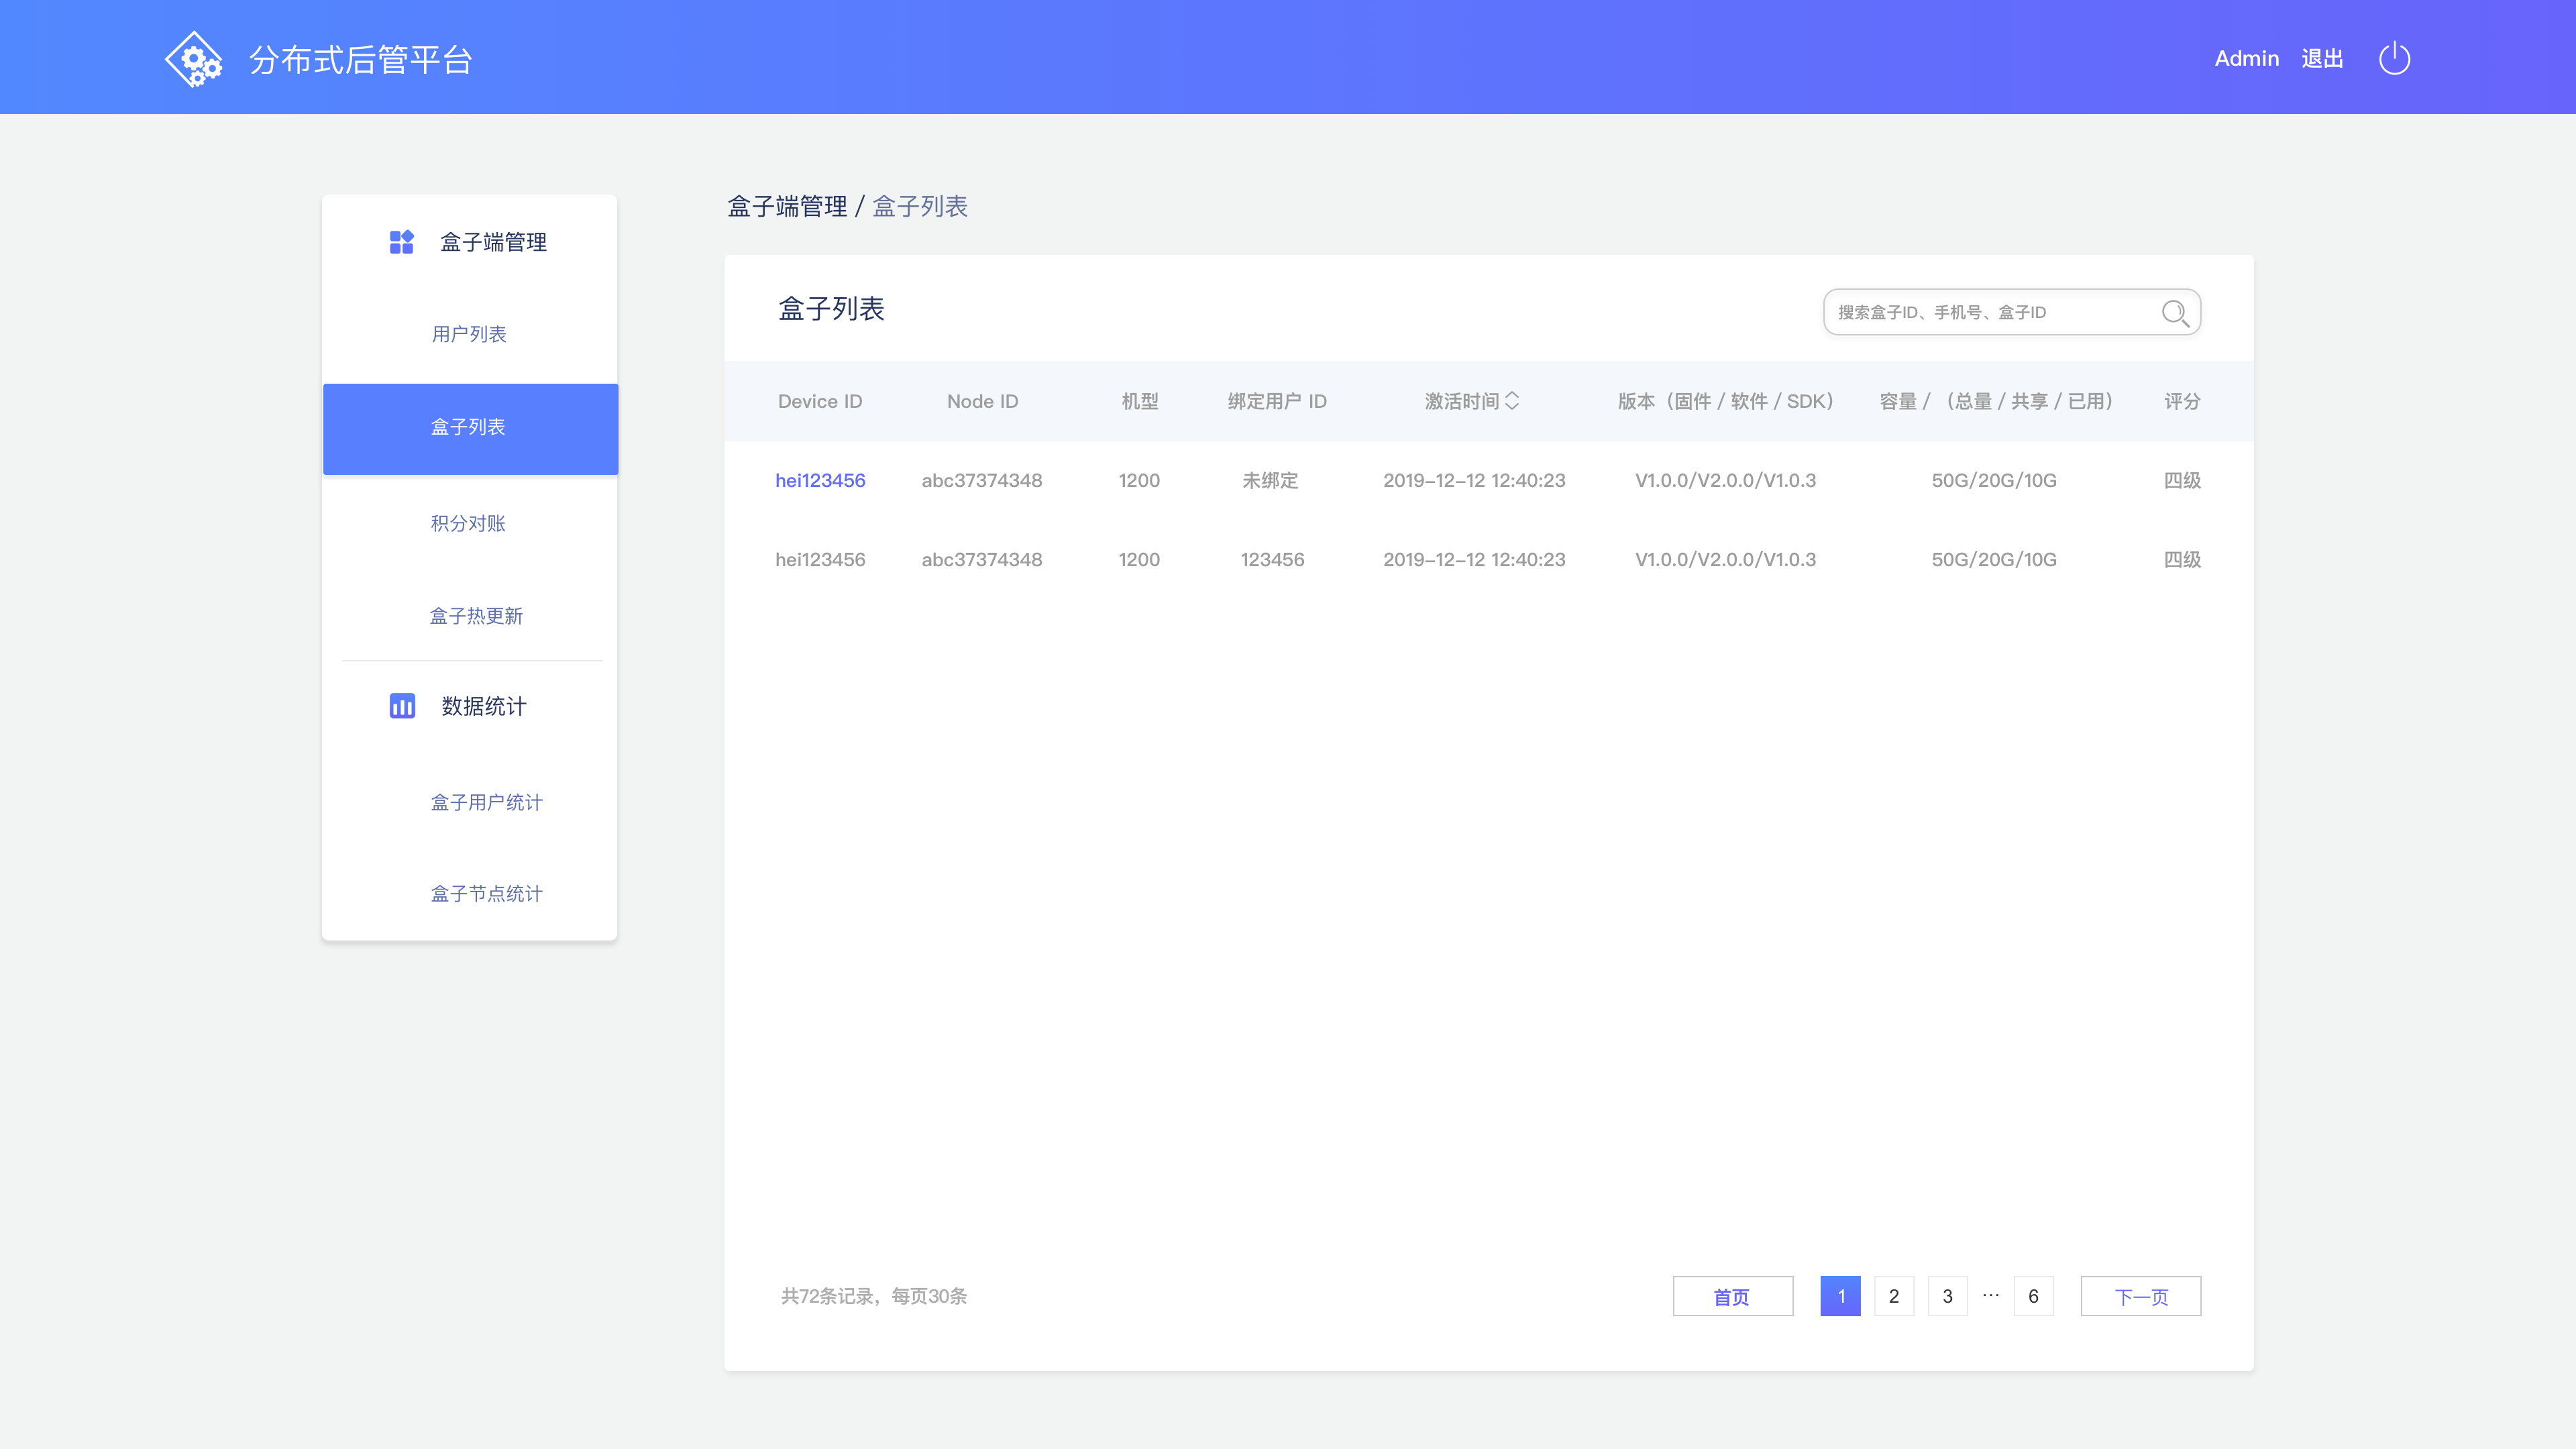 分布式后管平台
Admin 退出
盒子端管理
用户列表
盒子列表
积分对账
盒子热更新
数据统计
盒子用户统计
盒子节点统计
盒子端管理 / 盒子列表
盒子列表
搜索盒子ID、手机号、盒子ID
Device ID Node ID 机型 绑定用户 ID 激活时间 版本（固件 / 软件 / SDK） 容量 / （总量 / 共享 / 已用） 评分
hei123456 abc37374348 1200 未绑定 2019–12–12 12:40:23 V1.0.0/V2.0.0/V1.0.3 50G/20G/10G 四级
hei123456 abc37374348 1200 123456 2019–12–12 12:40:23 V1.0.0/V2.0.0/V1.0.3 50G/20G/10G 四级
共72条记录，每页30条
首页 1 2 3 ··· 6 下一页